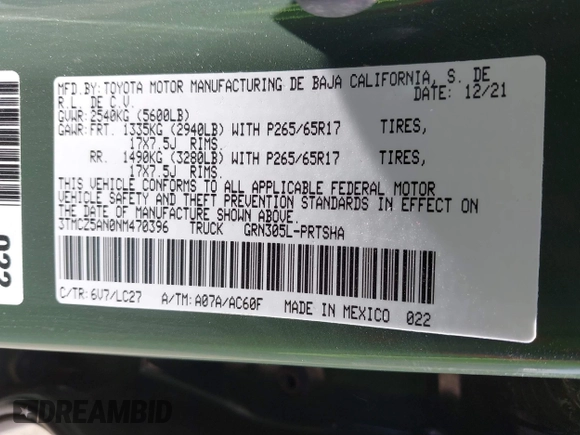 MFD.BY:TOYOTA MOTOR MANUFACTURING DE BAJA CALIFORNIA, S. DE
R.L. DE C.V. DATE: 12/21
GVWR:2540KG (5600LB)
GAWR:FRT. 1335KG (2940LB) WITH P265/65R17 TIRES,
17X7.5J RIMS.
RR. 1490KG (3280LB) WITH P265/65R17 TIRES,
17X7.5J RIMS.
THIS VEHICLE CONFORMS TO ALL APPLICABLE FEDERAL MOTOR
VEHICLE SAFETY AND THEFT PREVENTION STANDARDS IN EFFECT ON
THE DATE OF MANUFACTURE SHOWN ABOVE.
3TMCZ5AN0NM470396 TRUCK GRN305L-PRTSHA
C/TR: 6V7/LC27 A/TM: A07A/AC60F MADE IN MEXICO 022
022
DREAMBID